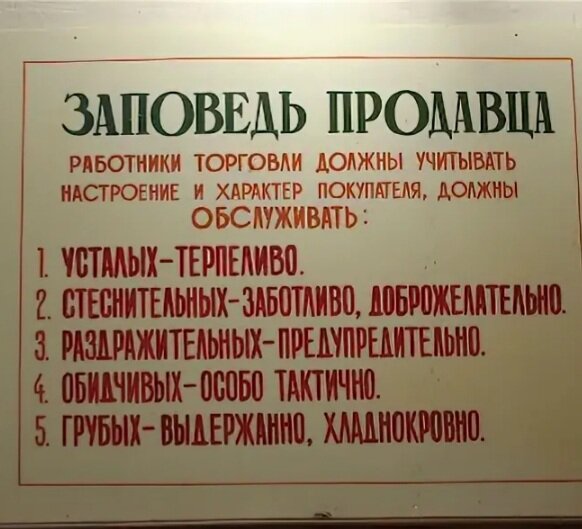 ЗАПОВЕДЬ ПРОДАВЦА
РАБОТНИКИ ТОРГОВЛИ ДОЛЖНЫ УЧИТЫВАТЬ
НАСТРОЕНИЕ И ХАРАКТЕР ПОКУПАТЕЛЯ, ДОЛЖНЫ
ОБСЛУЖИВАТЬ:
1. УСТАЛЫХ-ТЕРПЕЛИВО.
2. СТЕСНИТЕЛЬНЫХ-ЗАБОТЛИВО, ДОБРОЖЕЛАТЕЛЬНО.
3. РАЗДРАЖИТЕЛЬНЫХ-ПРЕДУПРЕДИТЕЛЬНО.
4. ОБИДЧИВЫХ-ОСОБО ТАКТИЧНО.
5. ГРУБЫХ-ВЫДЕРЖАННО, ХЛАДНОКРОВНО.